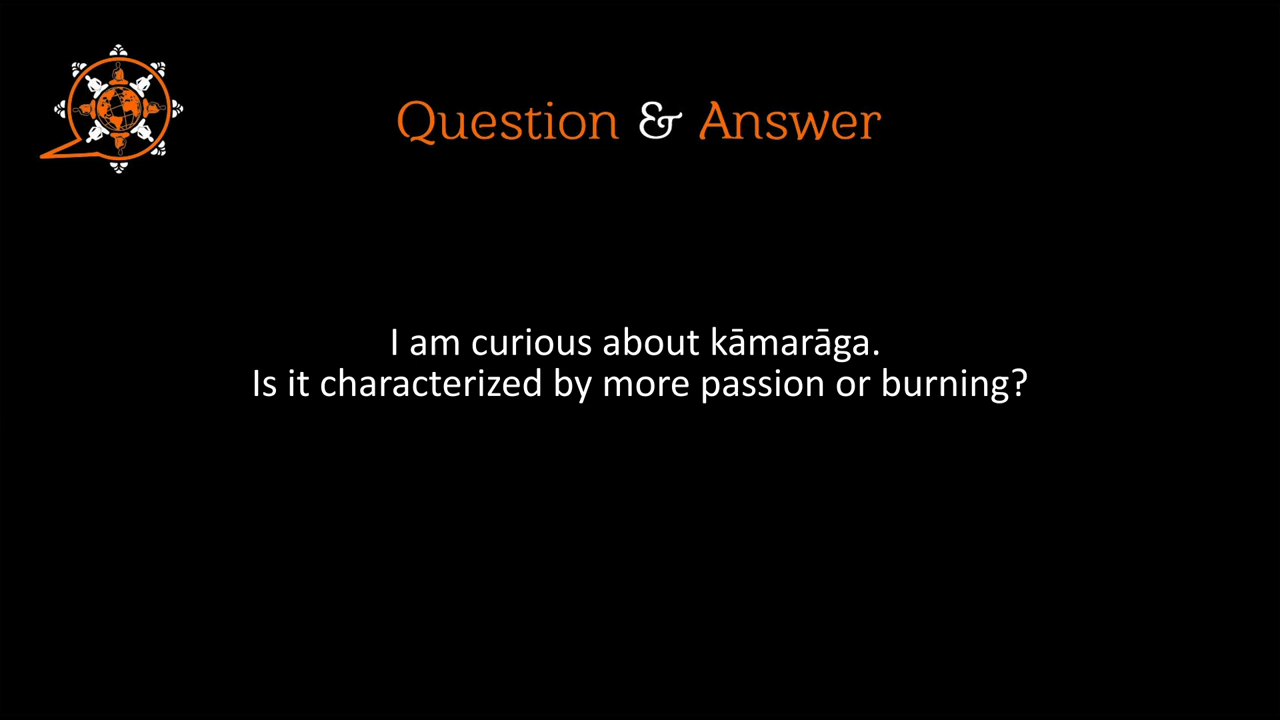 Question & Answer
I am curious about kāmarāga.
Is it characterized by more passion or burning?